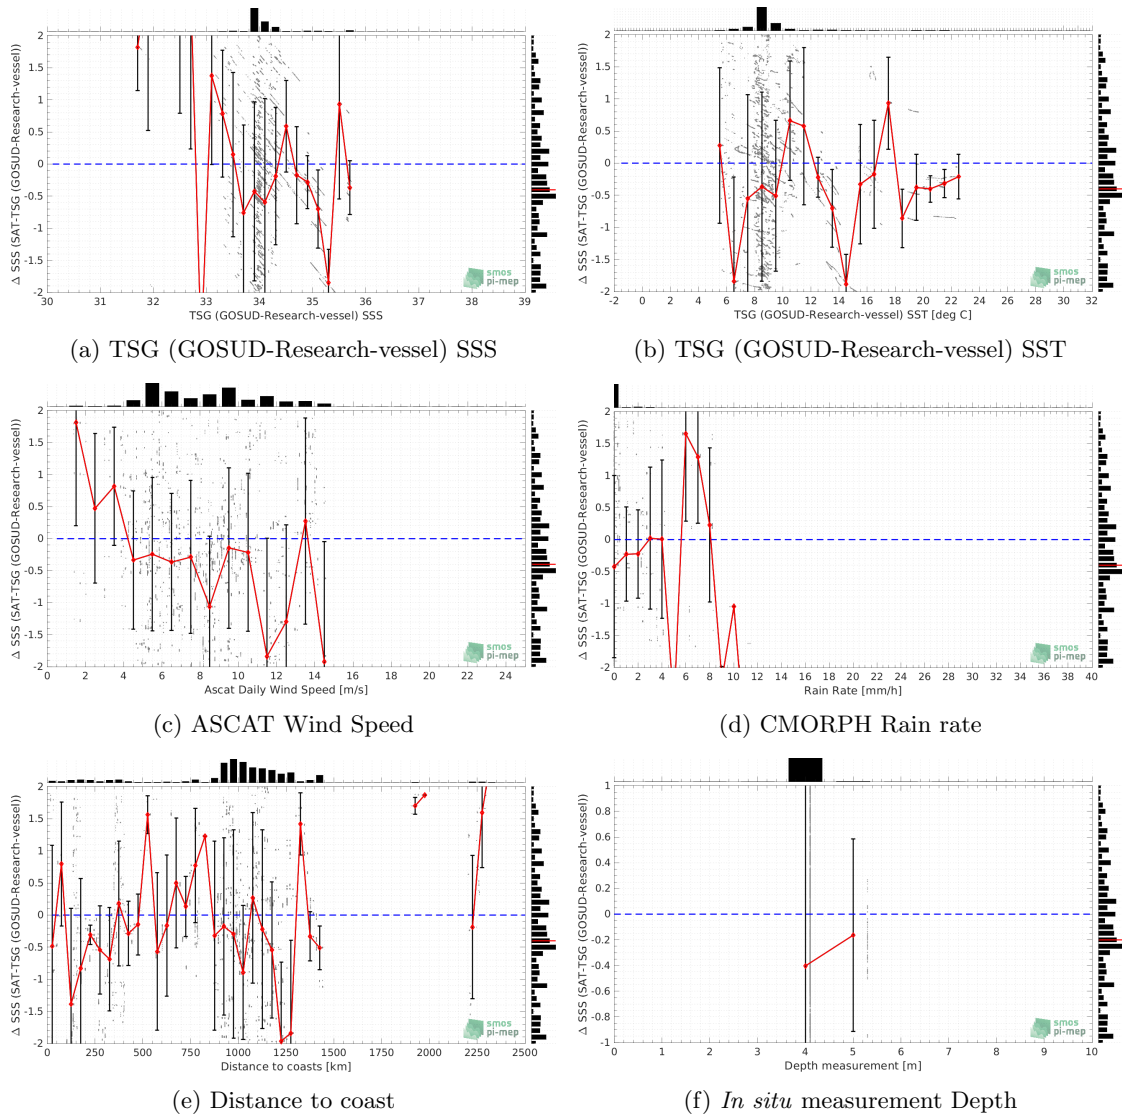 Δ SSS (SAT-TSG (GOSUD-Research-vessel))
2
1.5
1
0.5
0
-0.5
-1
-1.5
-2
30 31 32 33 34 35 36 37 38 39
TSG (GOSUD-Research-vessel) SSS
smos
pi-mep
(a) TSG (GOSUD-Research-vessel) SSS
Δ SSS (SAT-TSG (GOSUD-Research-vessel))
2
1.5
1
0.5
0
-0.5
-1
-1.5
-2
-2 0 2 4 6 8 10 12 14 16 18 20 22 24 26 28 30 32
TSG (GOSUD-Research-vessel) SST [deg C]
smos
pi-mep
(b) TSG (GOSUD-Research-vessel) SST
Δ SSS (SAT-TSG (GOSUD-Research-vessel))
2
1.5
1
0.5
0
-0.5
-1
-1.5
-2
0 2 4 6 8 10 12 14 16 18 20 22 24
Ascat Daily Wind Speed [m/s]
smos
pi-mep
(c) ASCAT Wind Speed
Δ SSS (SAT-TSG (GOSUD-Research-vessel))
2
1.5
1
0.5
0
-0.5
-1
-1.5
-2
0 2 4 6 8 10 12 14 16 18 20 22 24 26 28 30 32 34 36 38 40
Rain Rate [mm/h]
smos
pi-mep
(d) CMORPH Rain rate
Δ SSS (SAT-TSG (GOSUD-Research-vessel))
2
1.5
1
0.5
0
-0.5
-1
-1.5
-2
0 250 500 750 1000 1250 1500 1750 2000 2250 2500
Distance to coasts [km]
smos
pi-mep
(e) Distance to coast
Δ SSS (SAT-TSG (GOSUD-Research-vessel))
1
0.8
0.6
0.4
0.2
0
-0.2
-0.4
-0.6
-0.8
-1
0 1 2 3 4 5 6 7 8 9 10
Depth measurement [m]
smos
pi-mep
(f) In situ measurement Depth